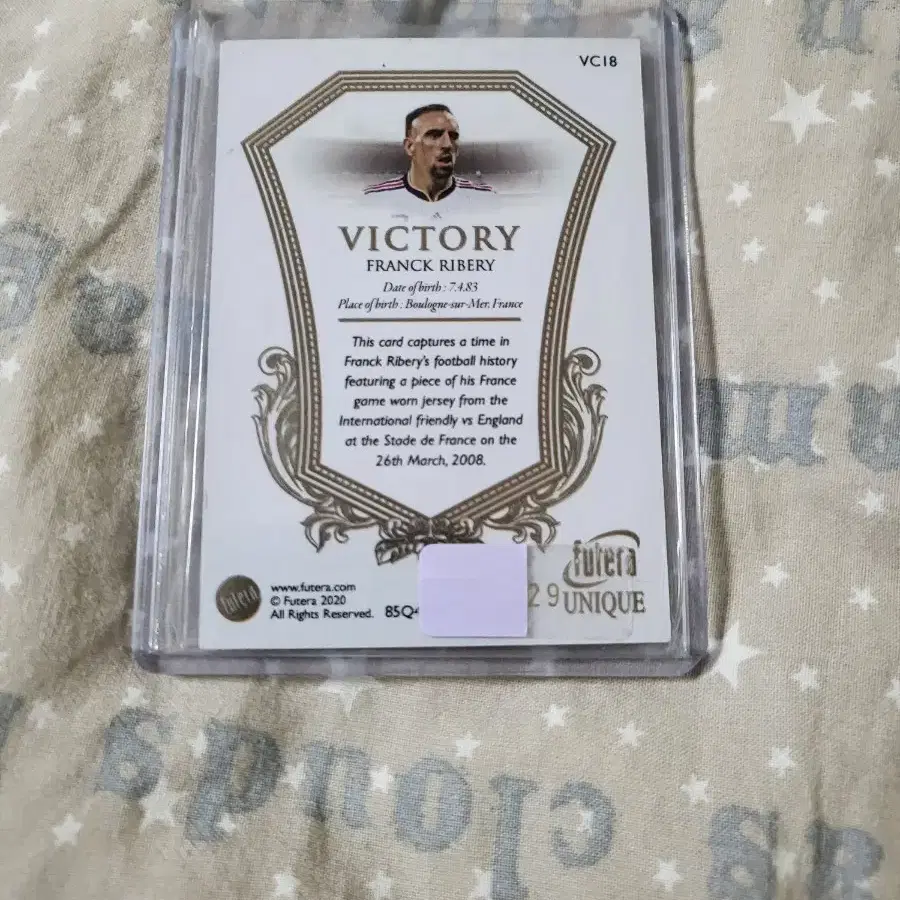 VC18
VICTORY
FRANCK RIBERY
Date of birth : 7.4.83
Place of birth : Boulogne-sur-Mer. France
This card captures a time in
Franck Ribery's football history
featuring a piece of his France
game worn jersey from the
International friendly vs England
at the Stade de France on the
26th March, 2008.
futera
UNIQUE
29
futera
www.futera.com
© Futera 2020
All Rights Reserved.
85Q
clouds